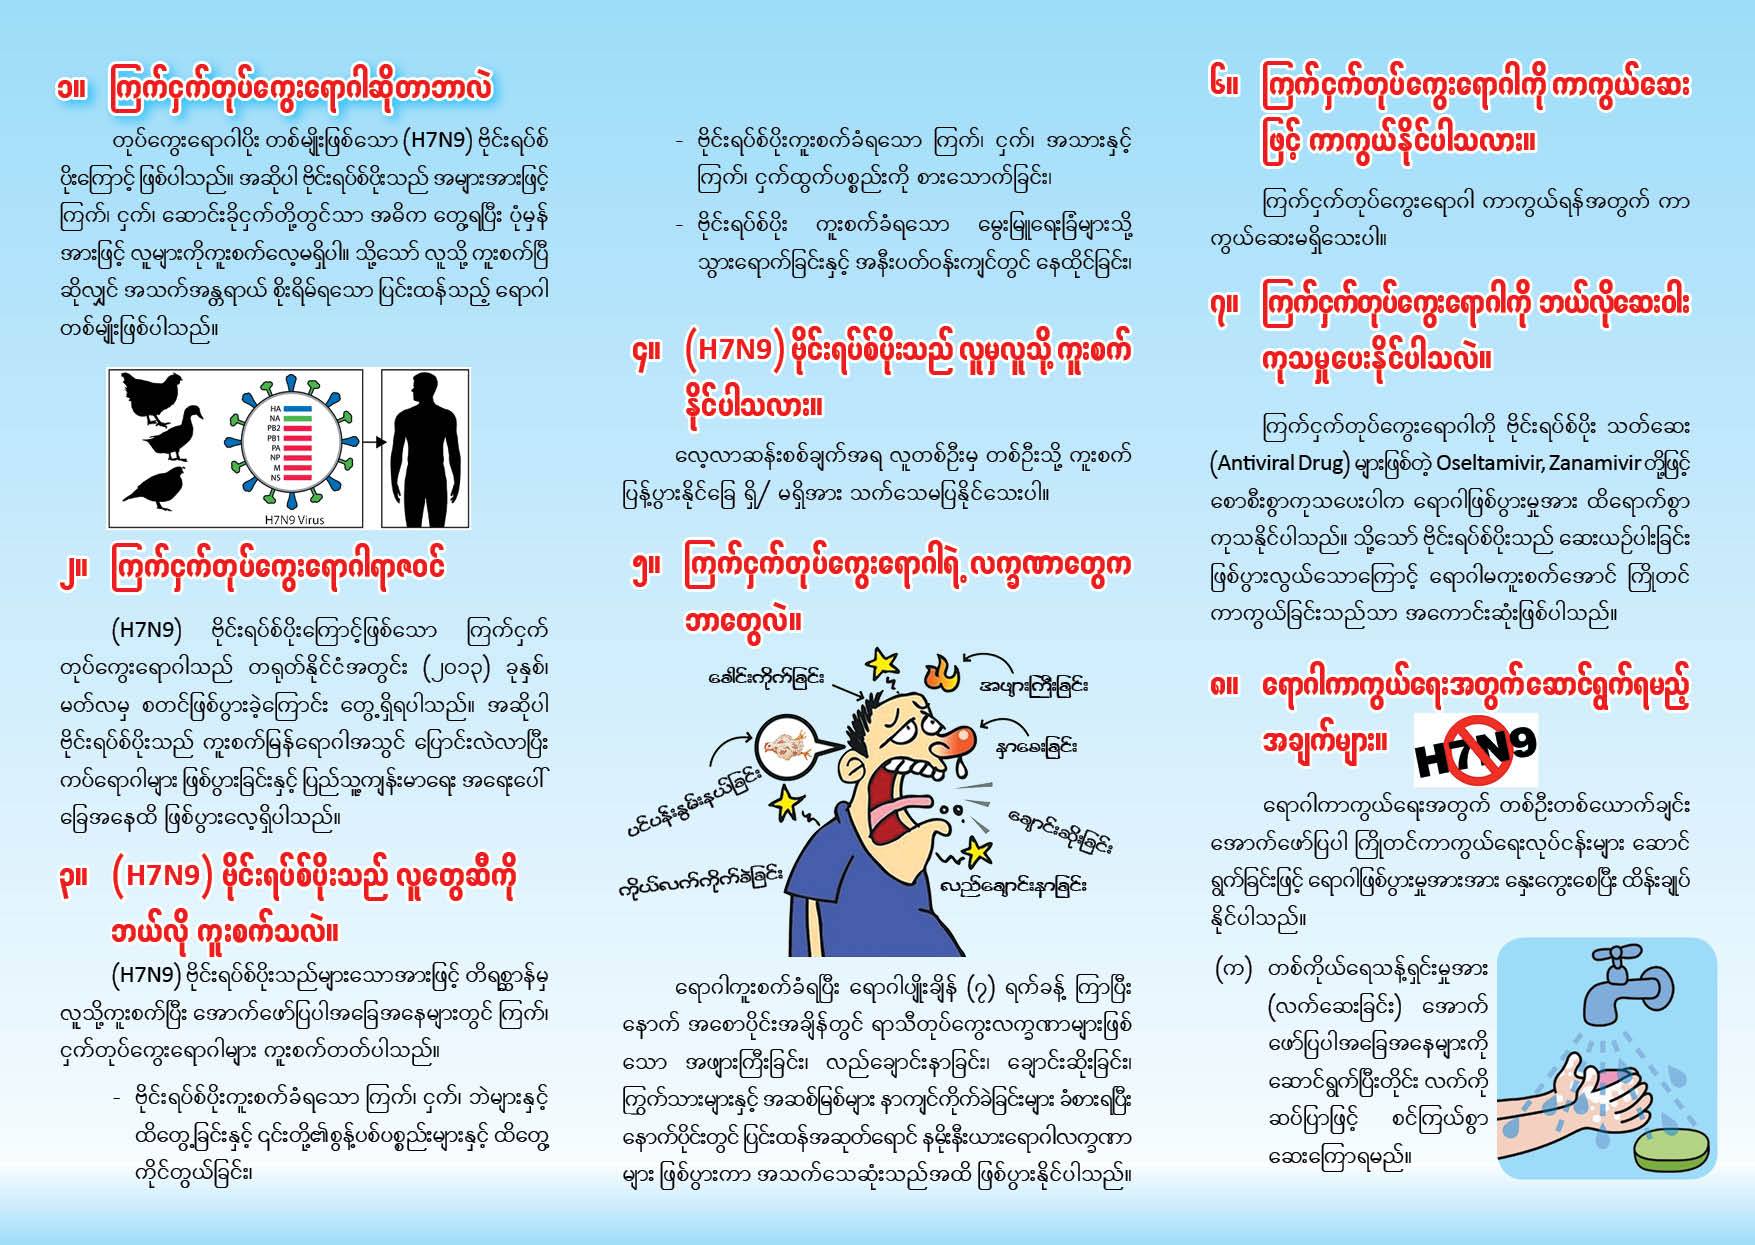 ၁။ ကြက်ငှက်တုပ်ကွေးရောဂါဆိုတာဘာလဲ
တုပ်ကွေးရောဂါပိုး တစ်မျိုးဖြစ်သော (H7N9) ဗိုင်းရပ်စ်
ပိုးကြောင့် ဖြစ်ပါသည်။ အဆိုပါ ဗိုင်းရပ်စ်ပိုးသည် အများအားဖြင့်
ကြက်၊ ငှက်၊ ဆောင်းခိုငှက်တို့တွင်သာ အဓိက တွေ့ရပြီး ပုံမှန်
အားဖြင့် လူများကိုကူးစက်လေ့မရှိပါ။ သို့သော် လူသို့ ကူးစက်ပြီ
ဆိုလျှင် အသက်အန္တရာယ် စိုးရိမ်ရသော ပြင်းထန်သည့် ရောဂါ
တစ်မျိုးဖြစ်ပါသည်။
HA
NA
PB2
PB1
PA
NP
M
NS
H7N9 Virus
၂။ ကြက်ငှက်တုပ်ကွေးရောဂါရာဇဝင်
(H7N9) ဗိုင်းရပ်စ်ပိုးကြောင့်ဖြစ်သော ကြက်ငှက်
တုပ်ကွေးရောဂါသည် တရုတ်နိုင်ငံအတွင်း (၂၀၁၃) ခုနှစ်၊
မတ်လမှ စတင်ဖြစ်ပွားခဲ့ကြောင်း တွေ့ရှိရပါသည်။ အဆိုပါ
ဗိုင်းရပ်စ်ပိုးသည် ကူးစက်မြန်ရောဂါအသွင် ပြောင်းလဲလာပြီး
ကပ်ရောဂါများ ဖြစ်ပွားခြင်းနှင့် ပြည်သူ့ကျန်းမာရေး အရေးပေါ်
ခြေအနေထိ ဖြစ်ပွားလေ့ရှိပါသည်။
၃။ (H7N9) ဗိုင်းရပ်စ်ပိုးသည် လူတွေဆီကို
ဘယ်လို ကူးစက်သလဲ။
(H7N9) ဗိုင်းရပ်စ်ပိုးသည်များသောအားဖြင့် တိရစ္ဆာန်မှ
လူသို့ကူးစက်ပြီး အောက်ဖော်ပြပါအခြေအနေများတွင် ကြက်၊
ငှက်တုပ်ကွေးရောဂါများ ကူးစက်တတ်ပါသည်။
- ဗိုင်းရပ်စ်ပိုးကူးစက်ခံရသော ကြက်၊ ငှက်၊ ဘဲများနှင့်
ထိတွေ့ခြင်းနှင့် ၎င်းတို့၏စွန့်ပစ်ပစ္စည်းများနှင့် ထိတွေ့
ကိုင်တွယ်ခြင်း၊
- ဗိုင်းရပ်စ်ပိုးကူးစက်ခံရသော ကြက်၊ ငှက်၊ အသားနှင့်
ကြက်၊ ငှက်ထွက်ပစ္စည်းကို စားသောက်ခြင်း၊
- ဗိုင်းရပ်စ်ပိုး ကူးစက်ခံရသော မွေးမြူရေးခြံများသို့
သွားရောက်ခြင်းနှင့် အနီးပတ်ဝန်းကျင်တွင် နေထိုင်ခြင်း၊
၄။ (H7N9) ဗိုင်းရပ်စ်ပိုးသည် လူမှလူသို့ ကူးစက်
နိုင်ပါသလား။
လေ့လာဆန်းစစ်ချက်အရ လူတစ်ဦးမှ တစ်ဦးသို့ ကူးစက်
ပြန့်ပွားနိုင်ခြေ ရှိ/ မရှိအား သက်သေမပြနိုင်သေးပါ။
၅။ ကြက်ငှက်တုပ်ကွေးရောဂါရဲ့ လက္ခဏာတွေက
ဘာတွေလဲ။
ခေါင်းကိုက်ခြင်း
အဖျားကြီးခြင်း
နှာစေးခြင်း
ပင်ပန်းနွမ်းနယ်ခြင်း
ချောင်းဆိုးခြင်း
ကိုယ်လက်ကိုက်ခဲခြင်း
လည်ချောင်းနာခြင်း
ရောဂါကူးစက်ခံရပြီး ရောဂါပျိုးချိန် (၇) ရက်ခန့် ကြာပြီး
နောက် အစောပိုင်းအချိန်တွင် ရာသီတုပ်ကွေးလက္ခဏာများဖြစ်
သော အဖျားကြီးခြင်း၊ လည်ချောင်းနာခြင်း၊ ချောင်းဆိုးခြင်း၊
ကြွက်သားများနှင့် အဆစ်မြစ်များ နာကျင်ကိုက်ခဲခြင်းများ ခံစားရပြီး
နောက်ပိုင်းတွင် ပြင်းထန်အဆုတ်ရောင် နမိုးနီးယားရောဂါလက္ခဏာ
များ ဖြစ်ပွားကာ အသက်သေဆုံးသည်အထိ ဖြစ်ပွားနိုင်ပါသည်။
၆။ ကြက်ငှက်တုပ်ကွေးရောဂါကို ကာကွယ်ဆေး
ဖြင့် ကာကွယ်နိုင်ပါသလား။
ကြက်ငှက်တုပ်ကွေးရောဂါ ကာကွယ်ရန်အတွက် ကာ
ကွယ်ဆေးမရှိသေးပါ။
၇။ ကြက်ငှက်တုပ်ကွေးရောဂါကို ဘယ်လိုဆေးဝါး
ကုသမှုပေးနိုင်ပါသလဲ။
ကြက်ငှက်တုပ်ကွေးရောဂါကို ဗိုင်းရပ်စ်ပိုး သတ်ဆေး
(Antiviral Drug) များဖြစ်တဲ့ Oseltamivir, Zanamivir တို့ဖြင့်
စောစီးစွာကုသပေးပါက ရောဂါဖြစ်ပွားမှုအား ထိရောက်စွာ
ကုသနိုင်ပါသည်။ သို့သော် ဗိုင်းရပ်စ်ပိုးသည် ဆေးယဉ်ပါးခြင်း
ဖြစ်ပွားလွယ်သောကြောင့် ရောဂါမကူးစက်အောင် ကြိုတင်
ကာကွယ်ခြင်းသည်သာ အကောင်းဆုံးဖြစ်ပါသည်။
၈။ ရောဂါကာကွယ်ရေးအတွက်ဆောင်ရွက်ရမည့်
အချက်များ။
H7N9
ရောဂါကာကွယ်ရေးအတွက် တစ်ဦးတစ်ယောက်ချင်း
အောက်ဖော်ပြပါ ကြိုတင်ကာကွယ်ရေးလုပ်ငန်းများ ဆောင်
ရွက်ခြင်းဖြင့် ရောဂါဖြစ်ပွားမှုအားအား နှေးကွေးစေပြီး ထိန်းချုပ်
နိုင်ပါသည်။
(က) တစ်ကိုယ်ရေသန့်ရှင်းမှုအား
(လက်ဆေးခြင်း) အောက်
ဖော်ပြပါအခြေအနေများကို
ဆောင်ရွက်ပြီးတိုင်း လက်ကို
ဆပ်ပြာဖြင့် စင်ကြယ်စွာ
ဆေးကြောရမည်။